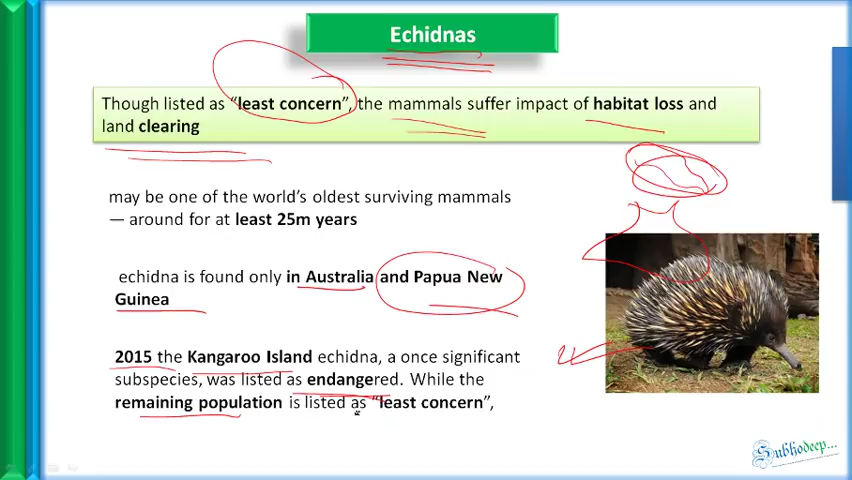 Echidnas
Though listed as “least concern”, the mammals suffer impact of habitat loss and
land clearing
may be one of the world’s oldest surviving mammals
— around for at least 25m years
echidna is found only in Australia and Papua New
Guinea
2015 the Kangaroo Island echidna, a once significant
subspecies, was listed as endangered. While the
remaining population is listed as “least concern”,
Subhodeep...